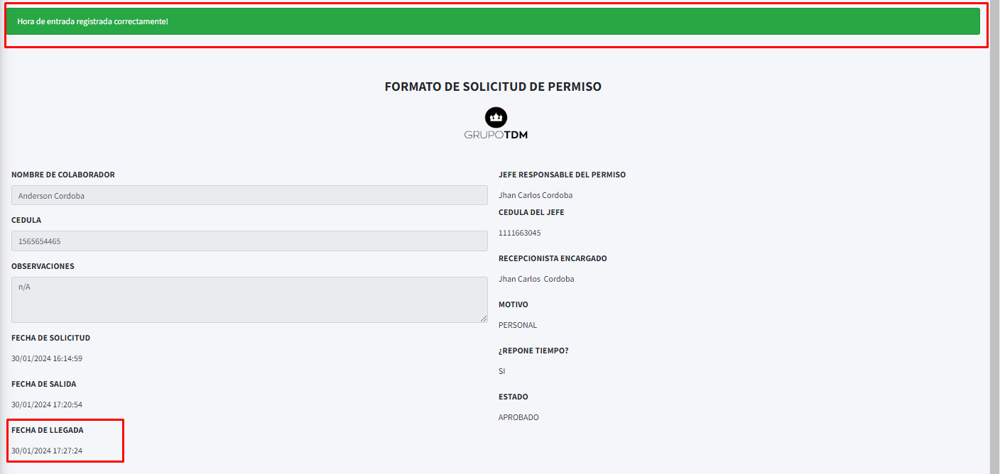 Hora de entrada registrada correctamente!
FORMATO DE SOLICITUD DE PERMISO
GRUPOTDM
NOMBRE DE COLABORADOR
Anderson Cordoba
CEDULA
1565654465
OBSERVACIONES
n/A
FECHA DE SOLICITUD
30/01/2024 16:14:59
FECHA DE SALIDA
30/01/2024 17:20:54
FECHA DE LLEGADA
30/01/2024 17:27:24
JEFE RESPONSABLE DEL PERMISO
Jhan Carlos Cordoba
CEDULA DEL JEFE
1111663045
RECEPCIONISTA ENCARGADO
Jhan Carlos Cordoba
MOTIVO
PERSONAL
¿REPONE TIEMPO?
SI
ESTADO
APROBADO